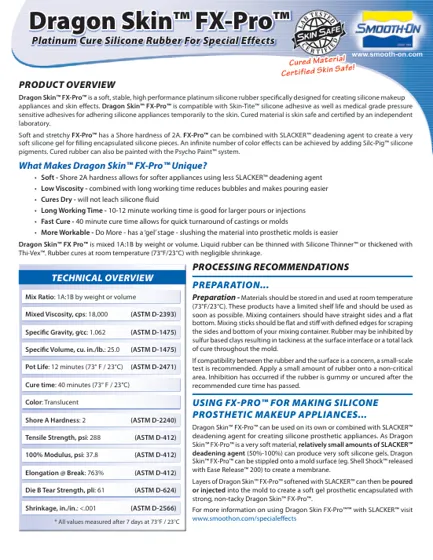 Dragon Skin™ FX-Pro™
Platinum Cure Silicone Rubber For Special Effects
SKIN SAFE
CERTIFIED
Cured Material
Certified Skin Safe!
SMOOTH-ON
www.smooth-on.com
PRODUCT OVERVIEW
Dragon Skin™ FX-Pro™ is a soft, stable, high performance platinum silicone rubber specifically designed for creating silicone makeup
appliances and skin effects. Dragon Skin™ FX-Pro™ is compatible with Skin-Tite™ silicone adhesive as well as medical grade pressure
sensitive adhesives for adhering silicone appliances temporarily to the skin. Cured material is skin safe and certified by an independent
laboratory.
Soft and stretchy FX-Pro™ has a Shore hardness of 2A. FX-Pro™ can be combined with SLACKER™ deadening agent to create a very
soft silicone gel for filling encapsulated silicone pieces. An infinite number of color effects can be achieved by adding Silc-Pig™ silicone
pigments. Cured rubber can also be painted with the Psycho Paint™ system.
What Makes Dragon Skin™ FX-Pro™ Unique?
• Soft - Shore 2A hardness allows for softer appliances using less SLACKER™ deadening agent
• Low Viscosity - combined with long working time reduces bubbles and makes pouring easier
• Cures Dry - will not leach silicone fluid
• Long Working Time - 10-12 minute working time is good for larger pours or injections
• Fast Cure - 40 minute cure time allows for quick turnaround of castings or molds
• More Workable - Do More - has a 'gel' stage - slushing the material into prosthetic molds is easier
Dragon Skin™ FX Pro™ is mixed 1A:1B by weight or volume. Liquid rubber can be thinned with Silicone Thinner™ or thickened with
Thi-Vex™. Rubber cures at room temperature (73°F/23°C) with negligible shrinkage.
TECHNICAL OVERVIEW
Mix Ratio: 1A:1B by weight or volume
Mixed Viscosity, cps: 18,000 (ASTM D-2393)
Specific Gravity, g/cc: 1.062 (ASTM D-1475)
Specific Volume, cu. in./lb.: 25.0 (ASTM D-1475)
Pot Life: 12 minutes (73° F / 23°C) (ASTM D-2471)
Cure time: 40 minutes (73° F / 23°C)
Color: Translucent
Shore A Hardness: 2 (ASTM D-2240)
Tensile Strength, psi: 288 (ASTM D-412)
100% Modulus, psi: 37.8 (ASTM D-412)
Elongation @ Break: 763% (ASTM D-412)
Die B Tear Strength, pli: 61 (ASTM D-624)
Shrinkage, in./in.: <.001 (ASTM D-2566)
* All values measured after 7 days at 73°F / 23°C
PROCESSING RECOMMENDATIONS
PREPARATION...
Preparation - Materials should be stored in and used at room temperature
(73°F/23°C). These products have a limited shelf life and should be used as
soon as possible. Mixing containers should have straight sides and a flat
bottom. Mixing sticks should be flat and stiff with defined edges for scraping
the sides and bottom of your mixing container. Rubber may be inhibited by
sulfur based clays resulting in tackiness at the surface interface or a total lack
of cure throughout the mold.
If compatibility between the rubber and the surface is a concern, a small-scale
test is recommended. Apply a small amount of rubber onto a non-critical
area. Inhibition has occurred if the rubber is gummy or uncured after the
recommended cure time has passed.
USING FX-PRO™ FOR MAKING SILICONE
PROSTHETIC MAKEUP APPLIANCES...
Dragon Skin™ FX-Pro™ can be used on its own or combined with SLACKER™
deadening agent for creating silicone prosthetic appliances. As Dragon
Skin™ FX-Pro™ is a very soft material, relatively small amounts of SLACKER™
deadening agent (50%-100%) can produce very soft silicone gels. Dragon
Skin™ FX-Pro™ can be stippled onto a mold surface (eg. Shell Shock™ released
with Ease Release™ 200) to create a membrane.
Layers of Dragon Skin™ FX-Pro™ softened with SLACKER™ can then be poured
or injected into the mold to create a soft gel prosthetic encapsulated with
strong, non-tacky Dragon Skin™ FX-Pro™.
For more information on using Dragon Skin FX-Pro™™ with SLACKER™ visit
www.smooth-on.com/specialeffects